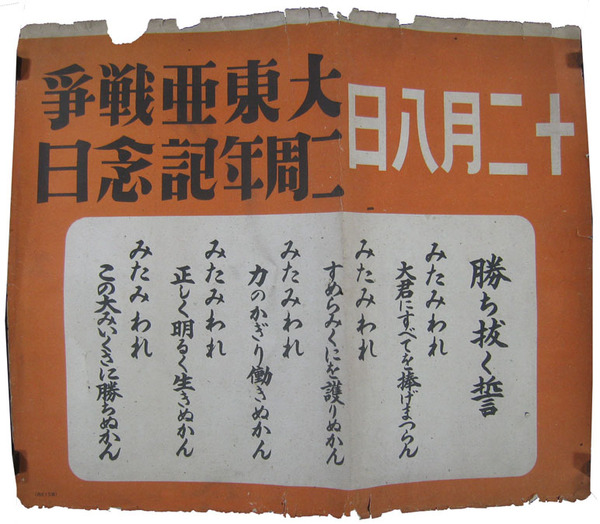 十二月八日
大東亜戦争
二周年記念日
勝ち抜く誓
みたみわれ
大君にすべてを捧げまつらん
みたみわれ
すめらみくにを護りぬかん
みたみわれ
力のかぎり働きぬかん
みたみわれ
正しく明るく生きぬかん
みたみわれ
この大みいくさに勝ちぬかん